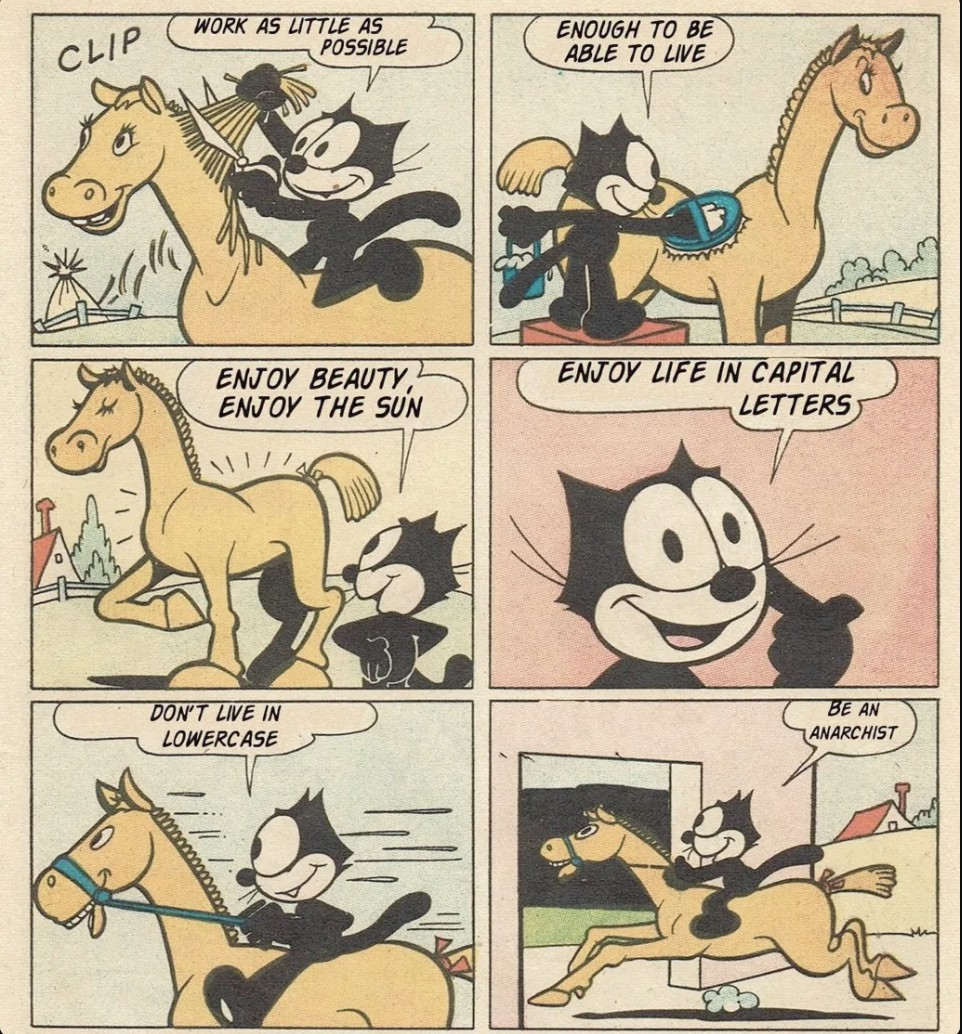 CLIP
WORK AS LITTLE AS
POSSIBLE
ENOUGH TO BE
ABLE TO LIVE
ENJOY BEAUTY,
ENJOY THE SUN
ENJOY LIFE IN CAPITAL
LETTERS
DON'T LIVE IN
LOWERCASE
BE AN
ANARCHIST